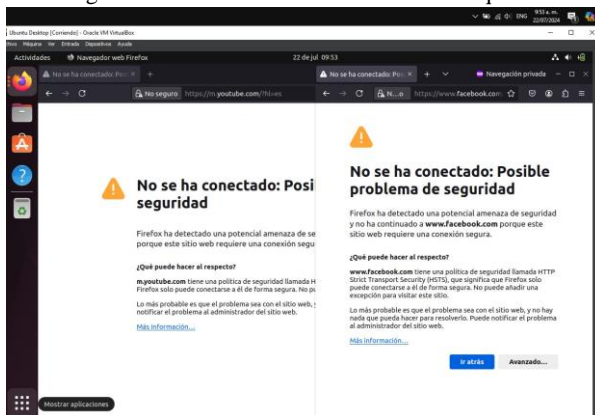 9:53 a. m.
ENG
22/07/2024
Ubuntu Desktop [Corriendo] - Oracle VM VirtualBox
Máquina Ver Entrada Dispositivos Ayuda
Actividades Navegador web Firefox 22 de jul 09:53
No se ha conectado: Pos
No se ha conectado: Pos
Navegación privada
No seguro https://m.youtube.com/?hl=es
N...o https://www.facebook.com
No se ha conectado: Posi
seguridad
Firefox ha detectado una potencial amenaza de se
porque este sitio web requiere una conexión segu
¿Qué puede hacer al respecto?
m.youtube.com tiene una política de seguridad llamada H
Firefox solo puede conectarse a él de forma segura. No pu
Lo más probable es que el problema sea con el sitio web,
notificar el problema al administrador del sitio web.
Más información...
No se ha conectado: Posible
problema de seguridad
Firefox ha detectado una potencial amenaza de seguridad
y no ha continuado a www.facebook.com porque este
sitio web requiere una conexión segura.
¿Qué puede hacer al respecto?
www.facebook.com tiene una política de seguridad llamada HTTP
Strict Transport Security (HSTS), que significa que Firefox solo
puede conectarse a él de forma segura. No puede añadir una
excepción para visitar este sitio.
Lo más probable es que el problema sea con el sitio web, y no hay
nada que pueda hacer para resolverlo. Puede notificar el problema
al administrador del sitio web.
Más información...
Ir atrás
Avanzado...
Mostrar aplicaciones